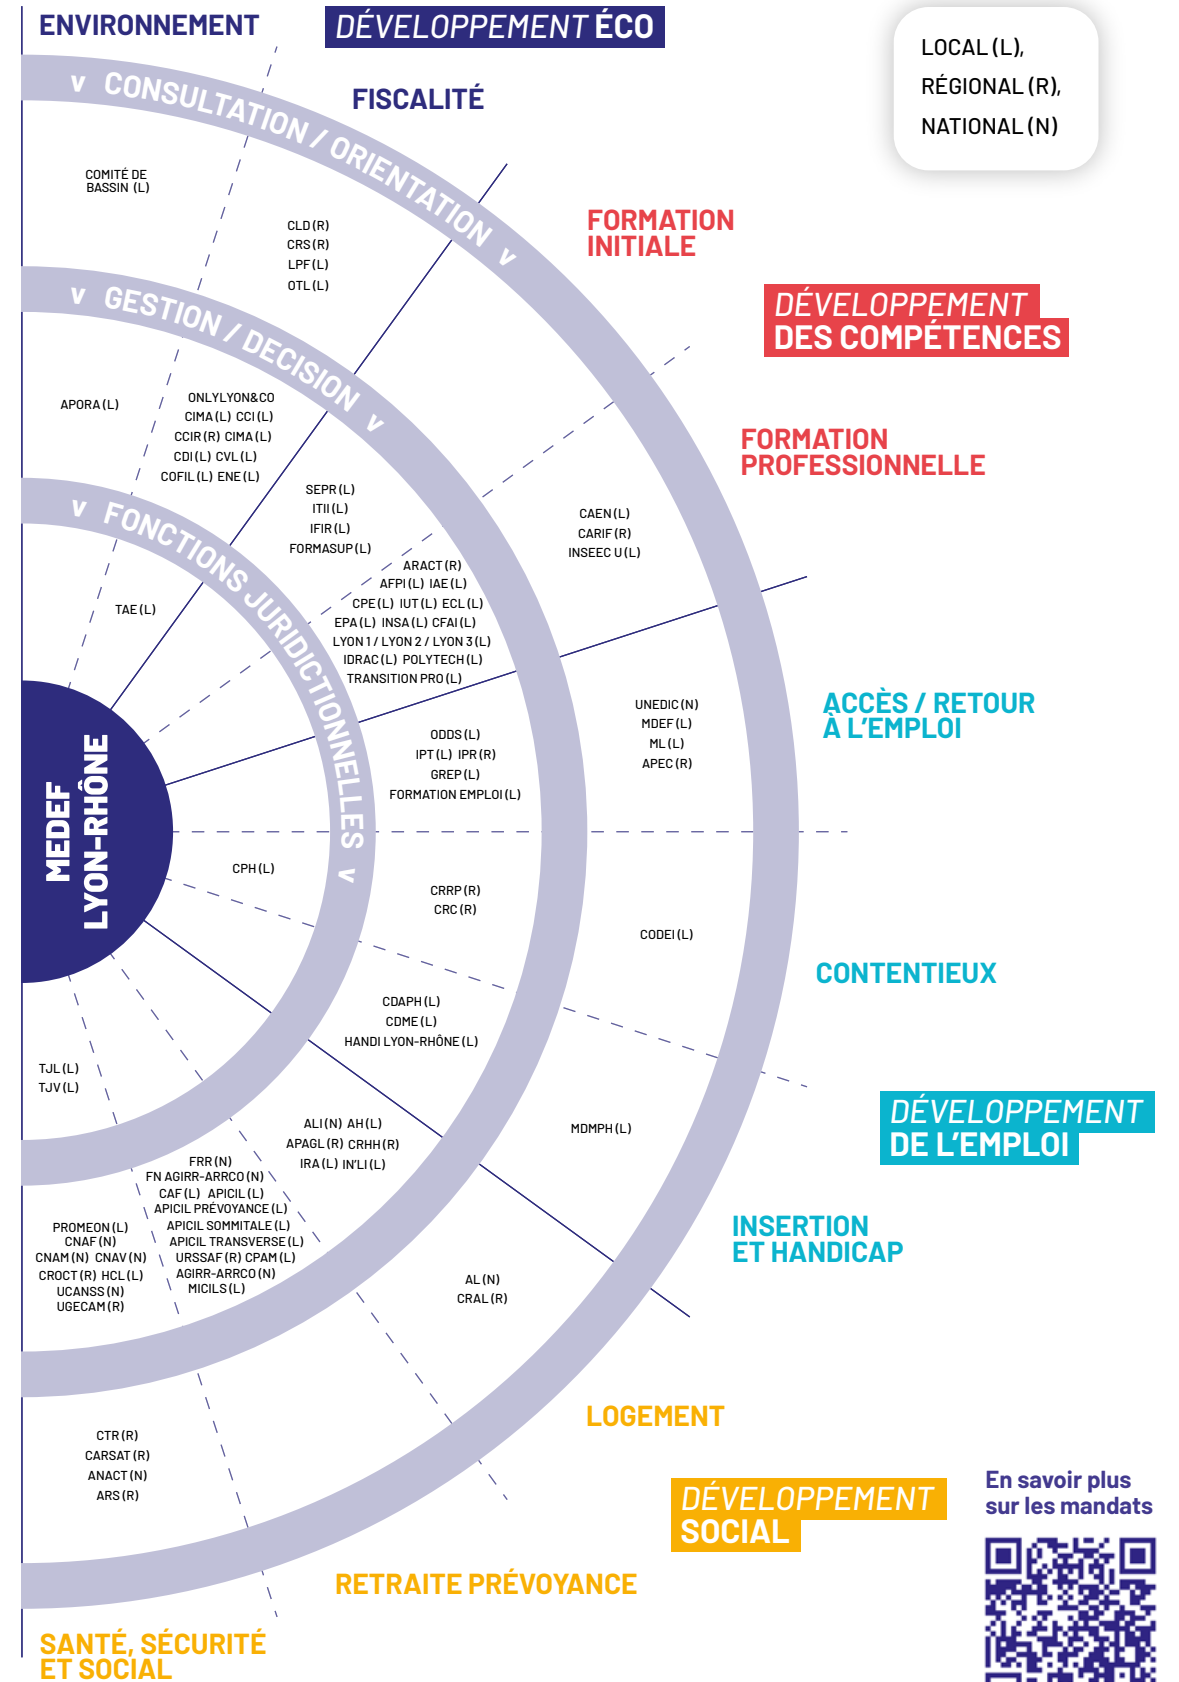 ENVIRONNEMENT
DÉVELOPPEMENT ÉCO
FISCALITÉ
LOCAL (L),
RÉGIONAL (R),
NATIONAL (N)
v CONSULTATION / ORIENTATION v
COMITÉ DE
BASSIN (L)
CLD (R)
CRS (R)
LPF (L)
OTL (L)
FORMATION
INITIALE
DÉVELOPPEMENT
DES COMPÉTENCES
FORMATION
PROFESSIONNELLE
v GESTION / DECISION v
APORA (L)
ONLYLYON&CO
CIMA (L) CCI (L)
CCIR (R) CIMA (L)
CDI (L) CVL (L)
COFIL (L) ENE (L)
SEPR (L)
ITII (L)
IFIR (L)
FORMASUP (L)
CAEN (L)
CARIF (R)
INSEEC U (L)
ARACT (R)
AFPI (L) IAE (L)
CPE (L) IUT (L) ECL (L)
EPA (L) INSA (L) CFAI (L)
LYON 1 / LYON 2 / LYON 3 (L)
IDRAC (L) POLYTECH (L)
TRANSITION PRO (L)
v FONCTIONS JURIDICTIONNELLES v
TAE (L)
MEDEF
LYON-RHÔNE
ODDS (L)
IPT (L) IPR (R)
GREP (L)
FORMATION EMPLOI (L)
UNEDIC (N)
MDEF (L)
ML (L)
APEC (R)
ACCÈS / RETOUR
À L'EMPLOI
CPH (L)
CRRP (R)
CRC (R)
CODEI (L)
CONTENTIEUX
CDAPH (L)
CDME (L)
HANDI LYON-RHÔNE (L)
MDMPH (L)
DÉVELOPPEMENT
DE L'EMPLOI
INSERTION
ET HANDICAP
TJL (L)
TJV (L)
ALI (N) AH (L)
APAGL (R) CRHH (R)
IRA (L) IN'LI (L)
FRR (N)
FN AGIRR-ARRCO (N)
CAF (L) APICIL (L)
APICIL PRÉVOYANCE (L)
APICIL SOMMITALE (L)
APICIL TRANSVERSE (L)
URSSAF (R) CPAM (L)
AGIRR-ARRCO (N)
MICILS (L)
PROMEON (L)
CNAF (N)
CNAM (N) CNAV (N)
CROCT (R) HCL (L)
UCANSS (N)
UGECAM (R)
AL (N)
CRAL (R)
LOGEMENT
CTR (R)
CARSAT (R)
ANACT (N)
ARS (R)
DÉVELOPPEMENT
SOCIAL
RETRAITE PRÉVOYANCE
SANTÉ, SÉCURITÉ
ET SOCIAL
En savoir plus
sur les mandats